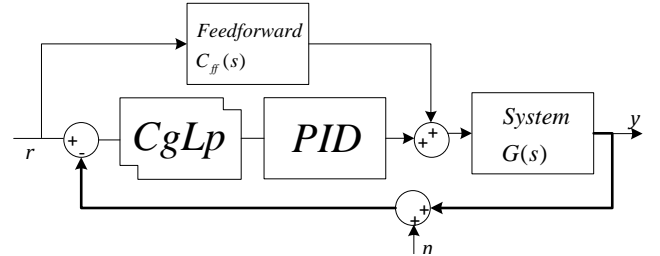 Feedforward
C_ff(s)
r
+
-
CgLp
PID
+
+
System
G(s)
y
+
+
n